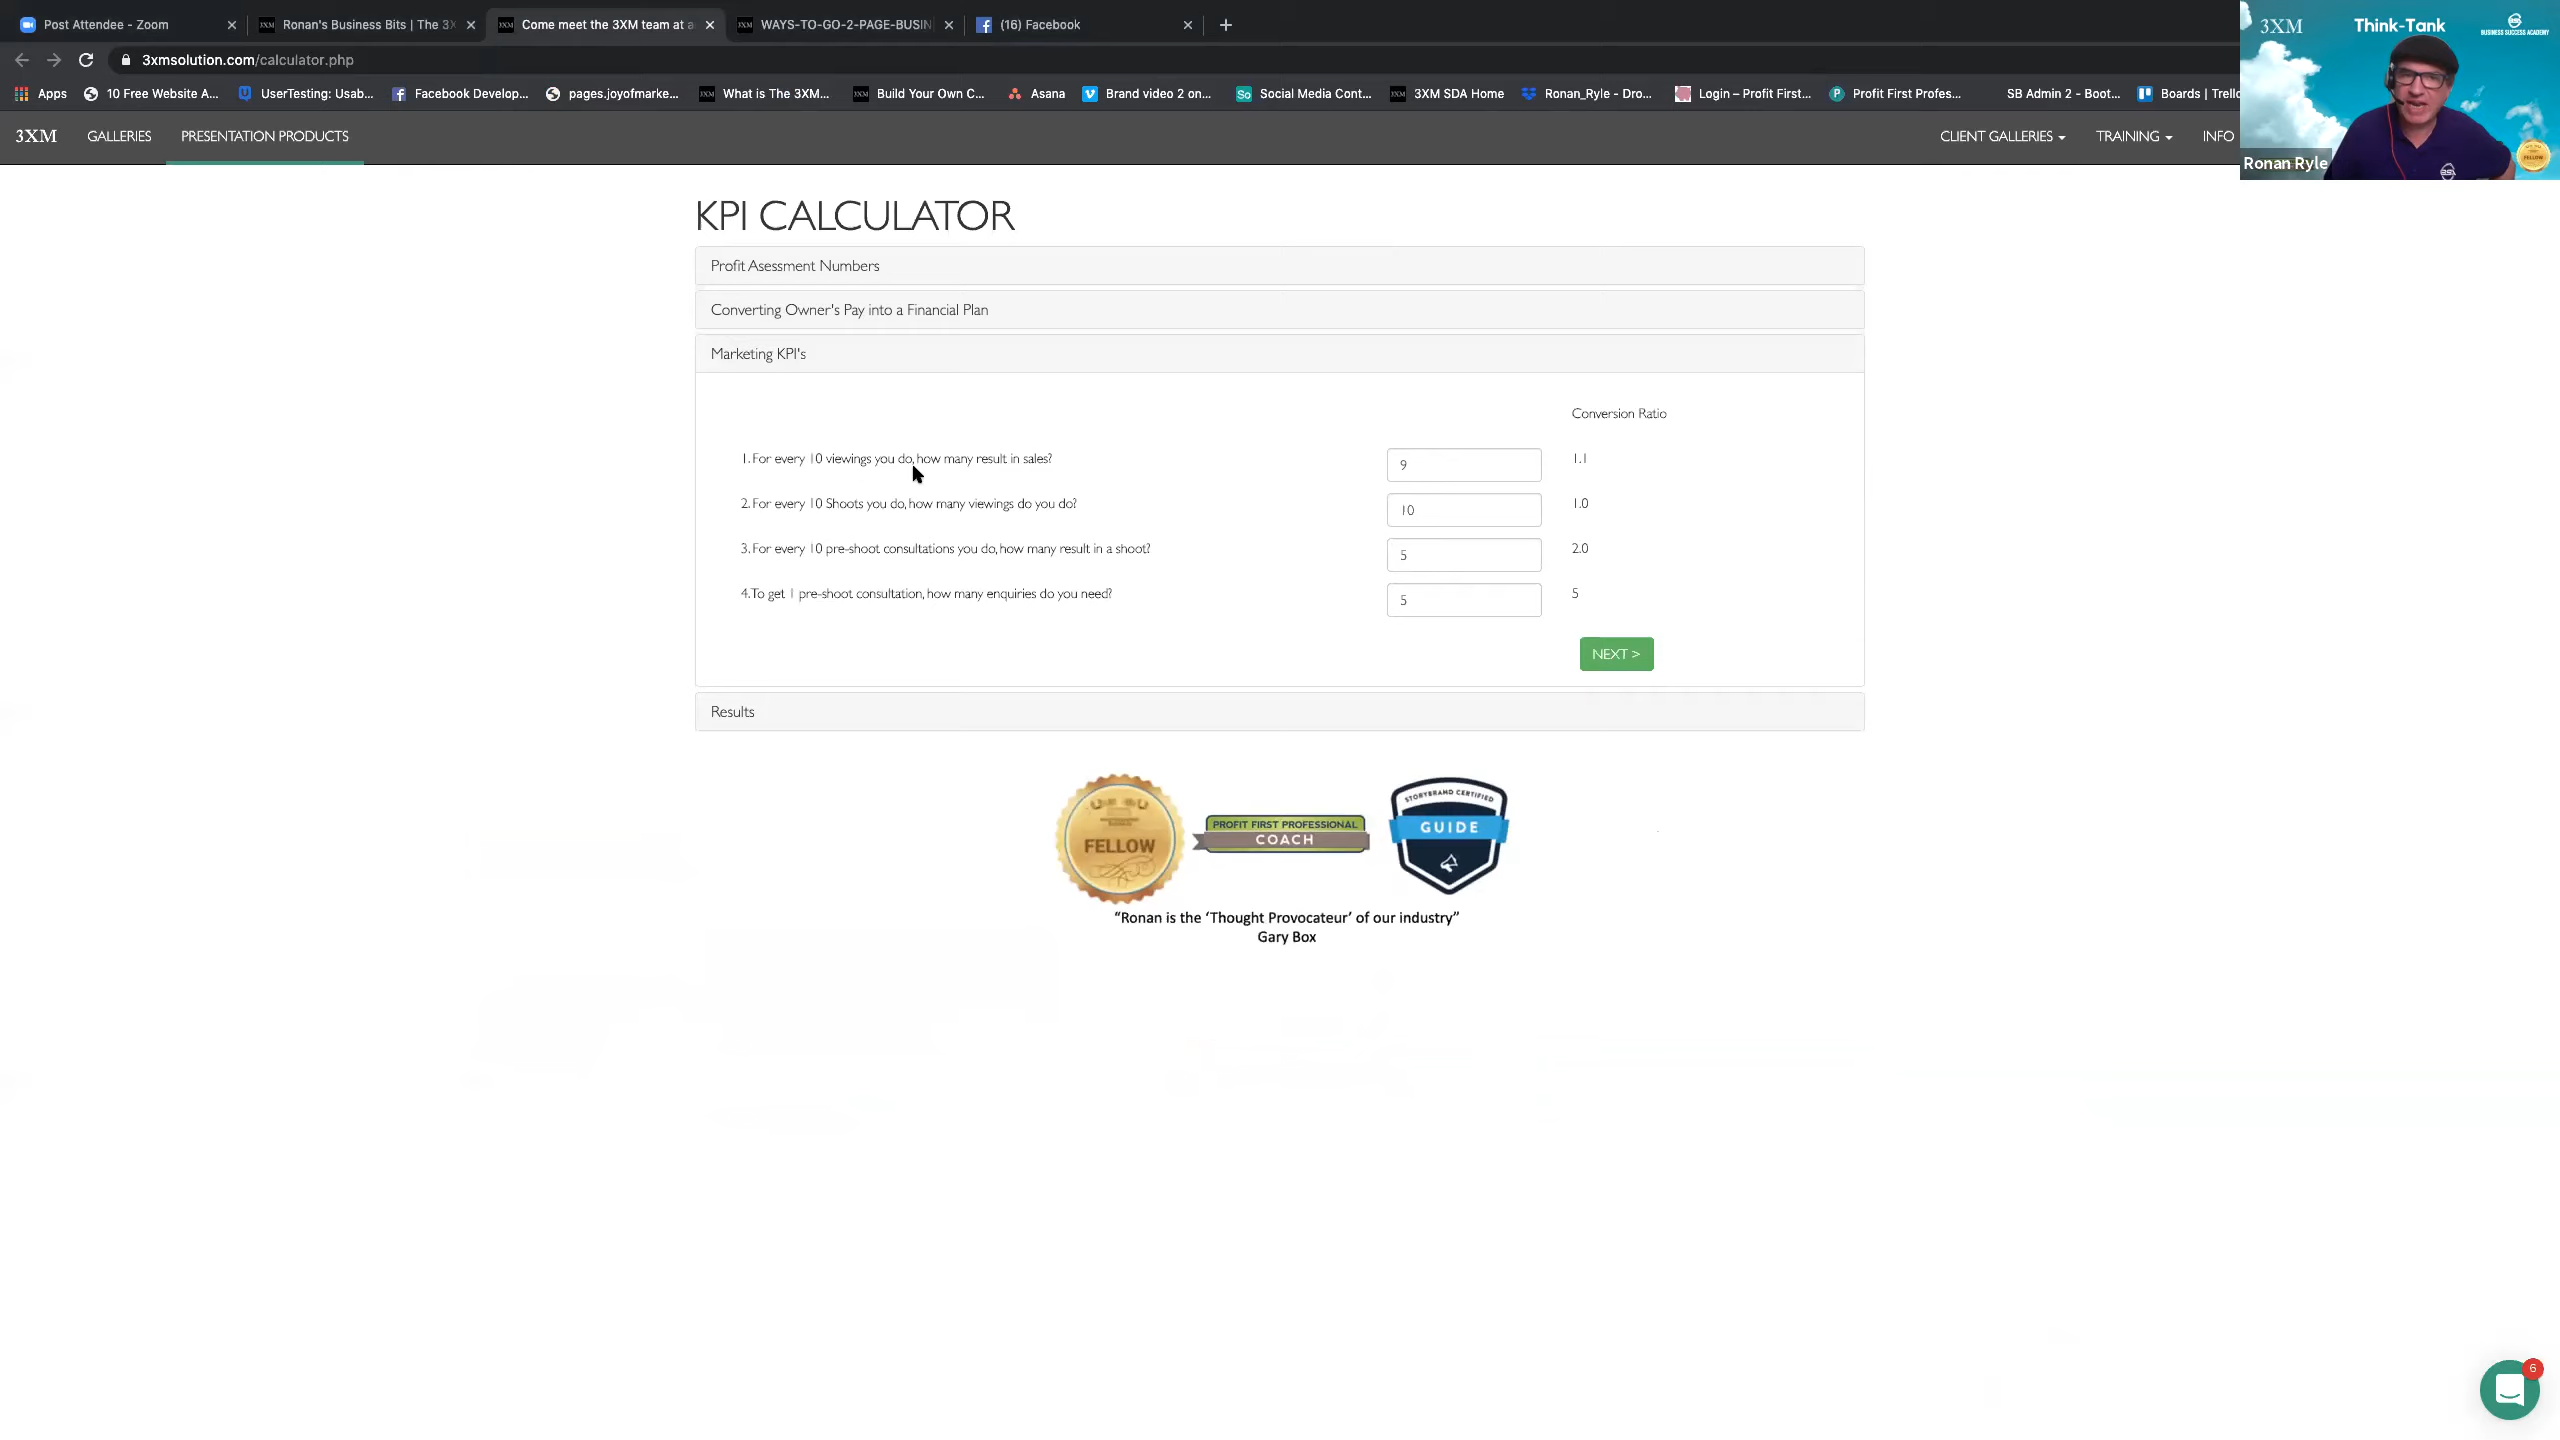 Post Attendee - Zoom
Ronan's Business Bits | The 3X
Come meet the 3XM team at a
WAYS-TO-GO-2-PAGE-BUSIN
(16) Facebook
3xmsolution.com/calculator.php
Apps
10 Free Website A...
UserTesting: Usab...
Facebook Develop...
pages.joyofmarke...
What is The 3XM...
Build Your Own C...
Asana
Brand video 2 on...
Social Media Cont...
3XM SDA Home
Ronan_Ryle - Dro...
Login – Profit First...
Profit First Profes...
SB Admin 2 - Boot...
Boards | Trello
3XM
Think-Tank
BUSINESS SUCCESS ACADEMY
Ronan Ryle
3XM
GALLERIES
PRESENTATION PRODUCTS
CLIENT GALLERIES
TRAINING
INFO
KPI CALCULATOR
Profit Asessment Numbers
Converting Owner's Pay into a Financial Plan
Marketing KPI's
Conversion Ratio
1. For every 10 viewings you do, how many result in sales? 9 1.1
2. For every 10 Shoots you do, how many viewings do you do? 10 1.0
3. For every 10 pre-shoot consultations you do, how many result in a shoot? 5 2.0
4. To get 1 pre-shoot consultation, how many enquiries do you need? 5 5
NEXT >
Results
FELLOW
PROFIT FIRST PROFESSIONAL
COACH
STORYBRAND CERTIFIED
GUIDE
“Ronan is the ‘Thought Provocateur’ of our industry”
Gary Box
6